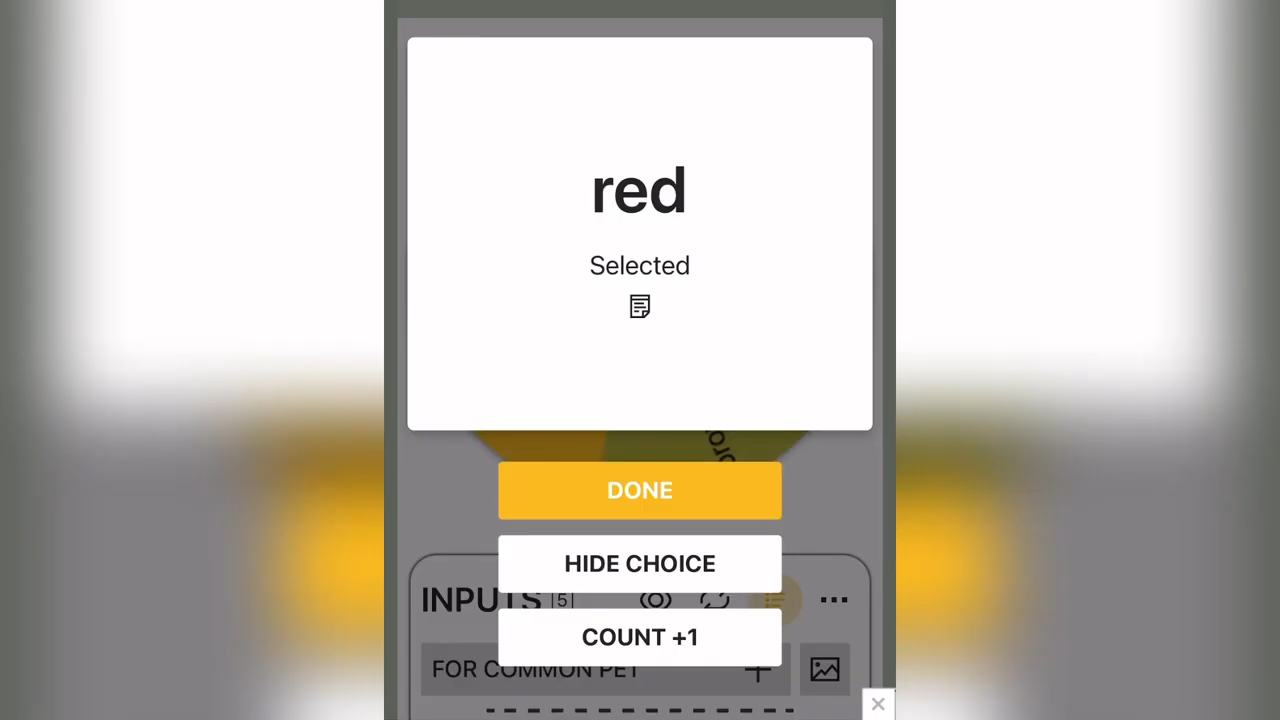 red
Selected
DONE
HIDE CHOICE
INPUTS [5]
COUNT +1
FOR COMMON PET